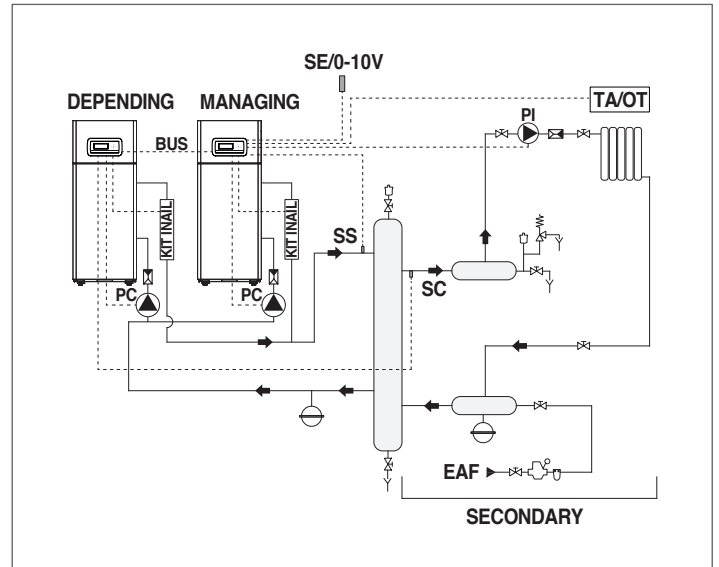 SE/0-10V
DEPENDING
MANAGING
TA/OT
PI
BUS
KIT INAIL
KIT INAIL
SS
SC
PC
PC
EAF
SECONDARY